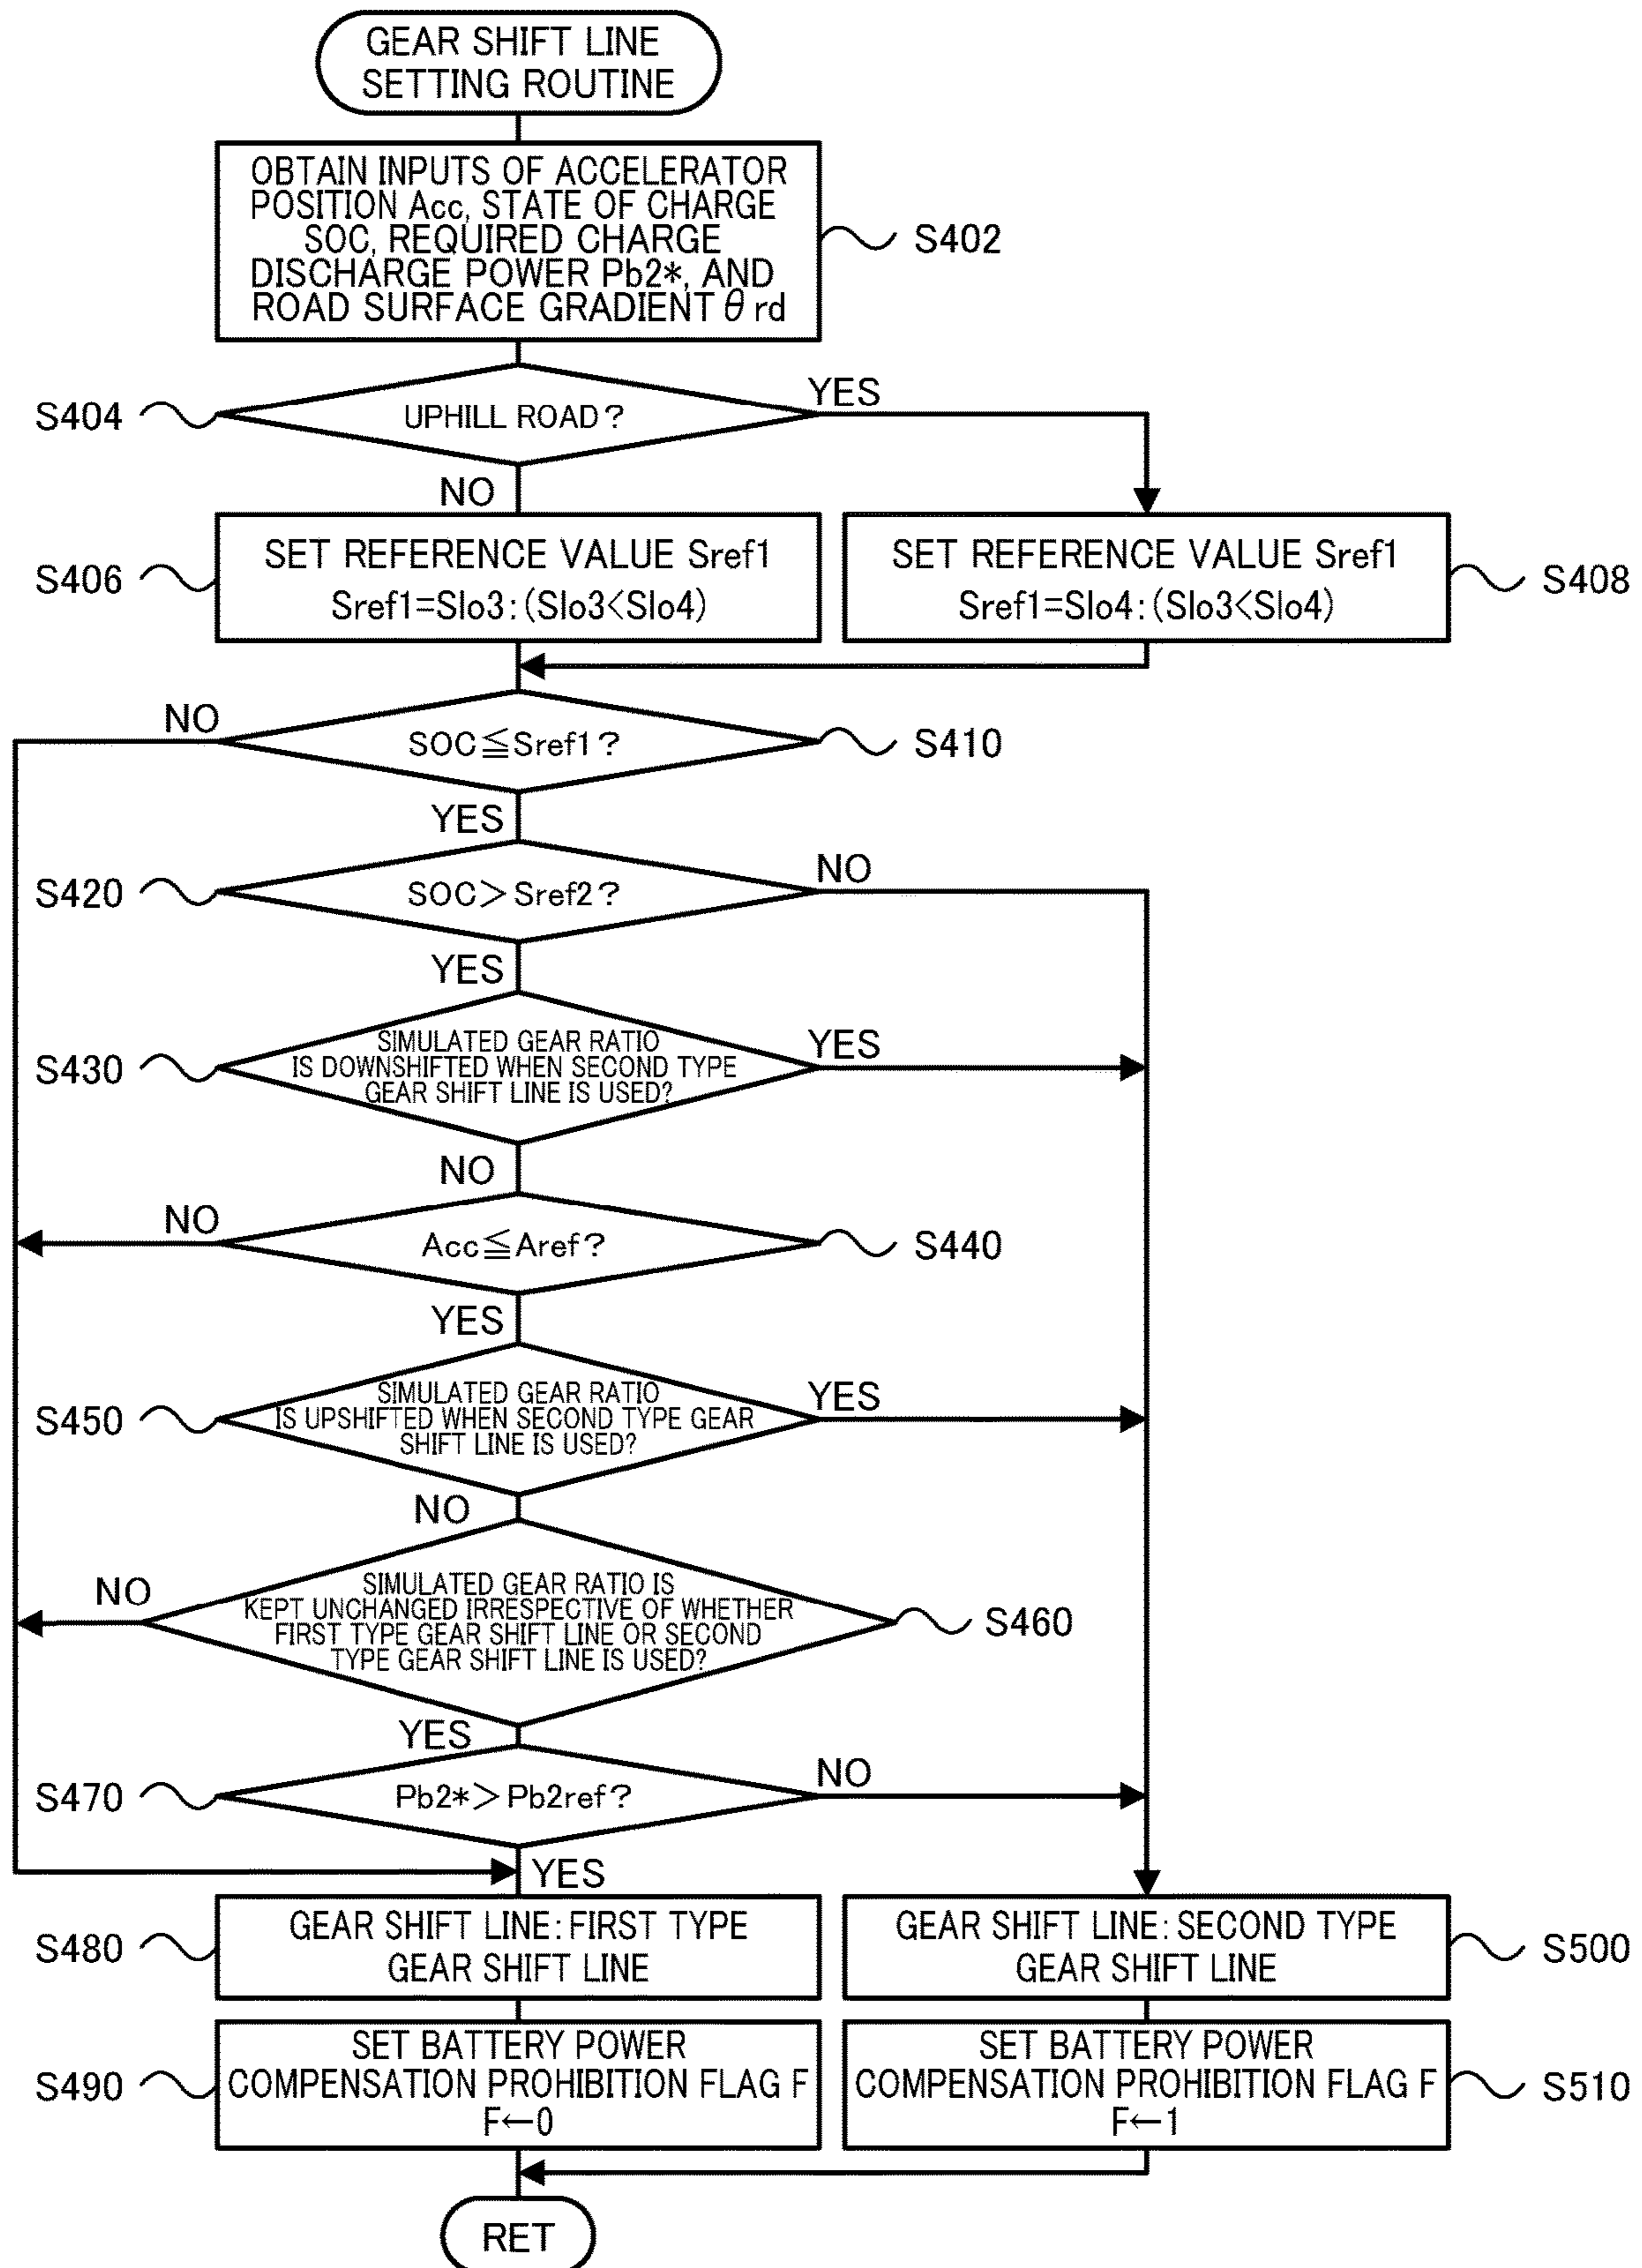 GEAR SHIFT LINE
SETTING ROUTINE
OBTAIN INPUTS OF ACCELERATOR
POSITION Acc, STATE OF CHARGE
SOC, REQUIRED CHARGE
DISCHARGE POWER Pb2*, AND
ROAD SURFACE GRADIENT θrd
S402
S404
UPHILL ROAD?
YES
NO
S406
SET REFERENCE VALUE Sref1
Sref1=Slo3:(Slo3<Slo4)
SET REFERENCE VALUE Sref1
Sref1=Slo4:(Slo3<Slo4)
S408
NO
SOC≦Sref1?
S410
YES
S420
SOC>Sref2?
NO
YES
S430
SIMULATED GEAR RATIO
IS DOWNSHIFTED WHEN SECOND TYPE
GEAR SHIFT LINE IS USED?
YES
NO
NO
Acc≦Aref?
S440
YES
S450
SIMULATED GEAR RATIO
IS UPSHIFTED WHEN SECOND TYPE GEAR
SHIFT LINE IS USED?
YES
NO
NO
SIMULATED GEAR RATIO IS
KEPT UNCHANGED IRRESPECTIVE OF WHETHER
FIRST TYPE GEAR SHIFT LINE OR SECOND
TYPE GEAR SHIFT LINE IS USED?
S460
YES
S470
Pb2*>Pb2ref?
NO
YES
S480
GEAR SHIFT LINE:FIRST TYPE
GEAR SHIFT LINE
GEAR SHIFT LINE:SECOND TYPE
GEAR SHIFT LINE
S500
S490
SET BATTERY POWER
COMPENSATION PROHIBITION FLAG F
F←0
SET BATTERY POWER
COMPENSATION PROHIBITION FLAG F
F←1
S510
RET